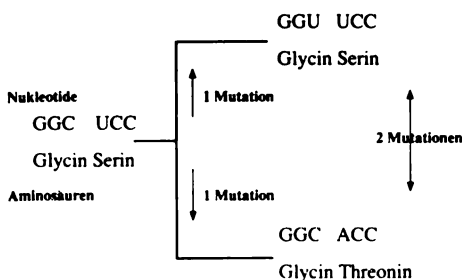 GGU UCC
Glycin Serin
Nukleotide
1 Mutation
GGC UCC
2 Mutationen
Glycin Serin
Aminosäuren
1 Mutation
GGC ACC
Glycin Threonin